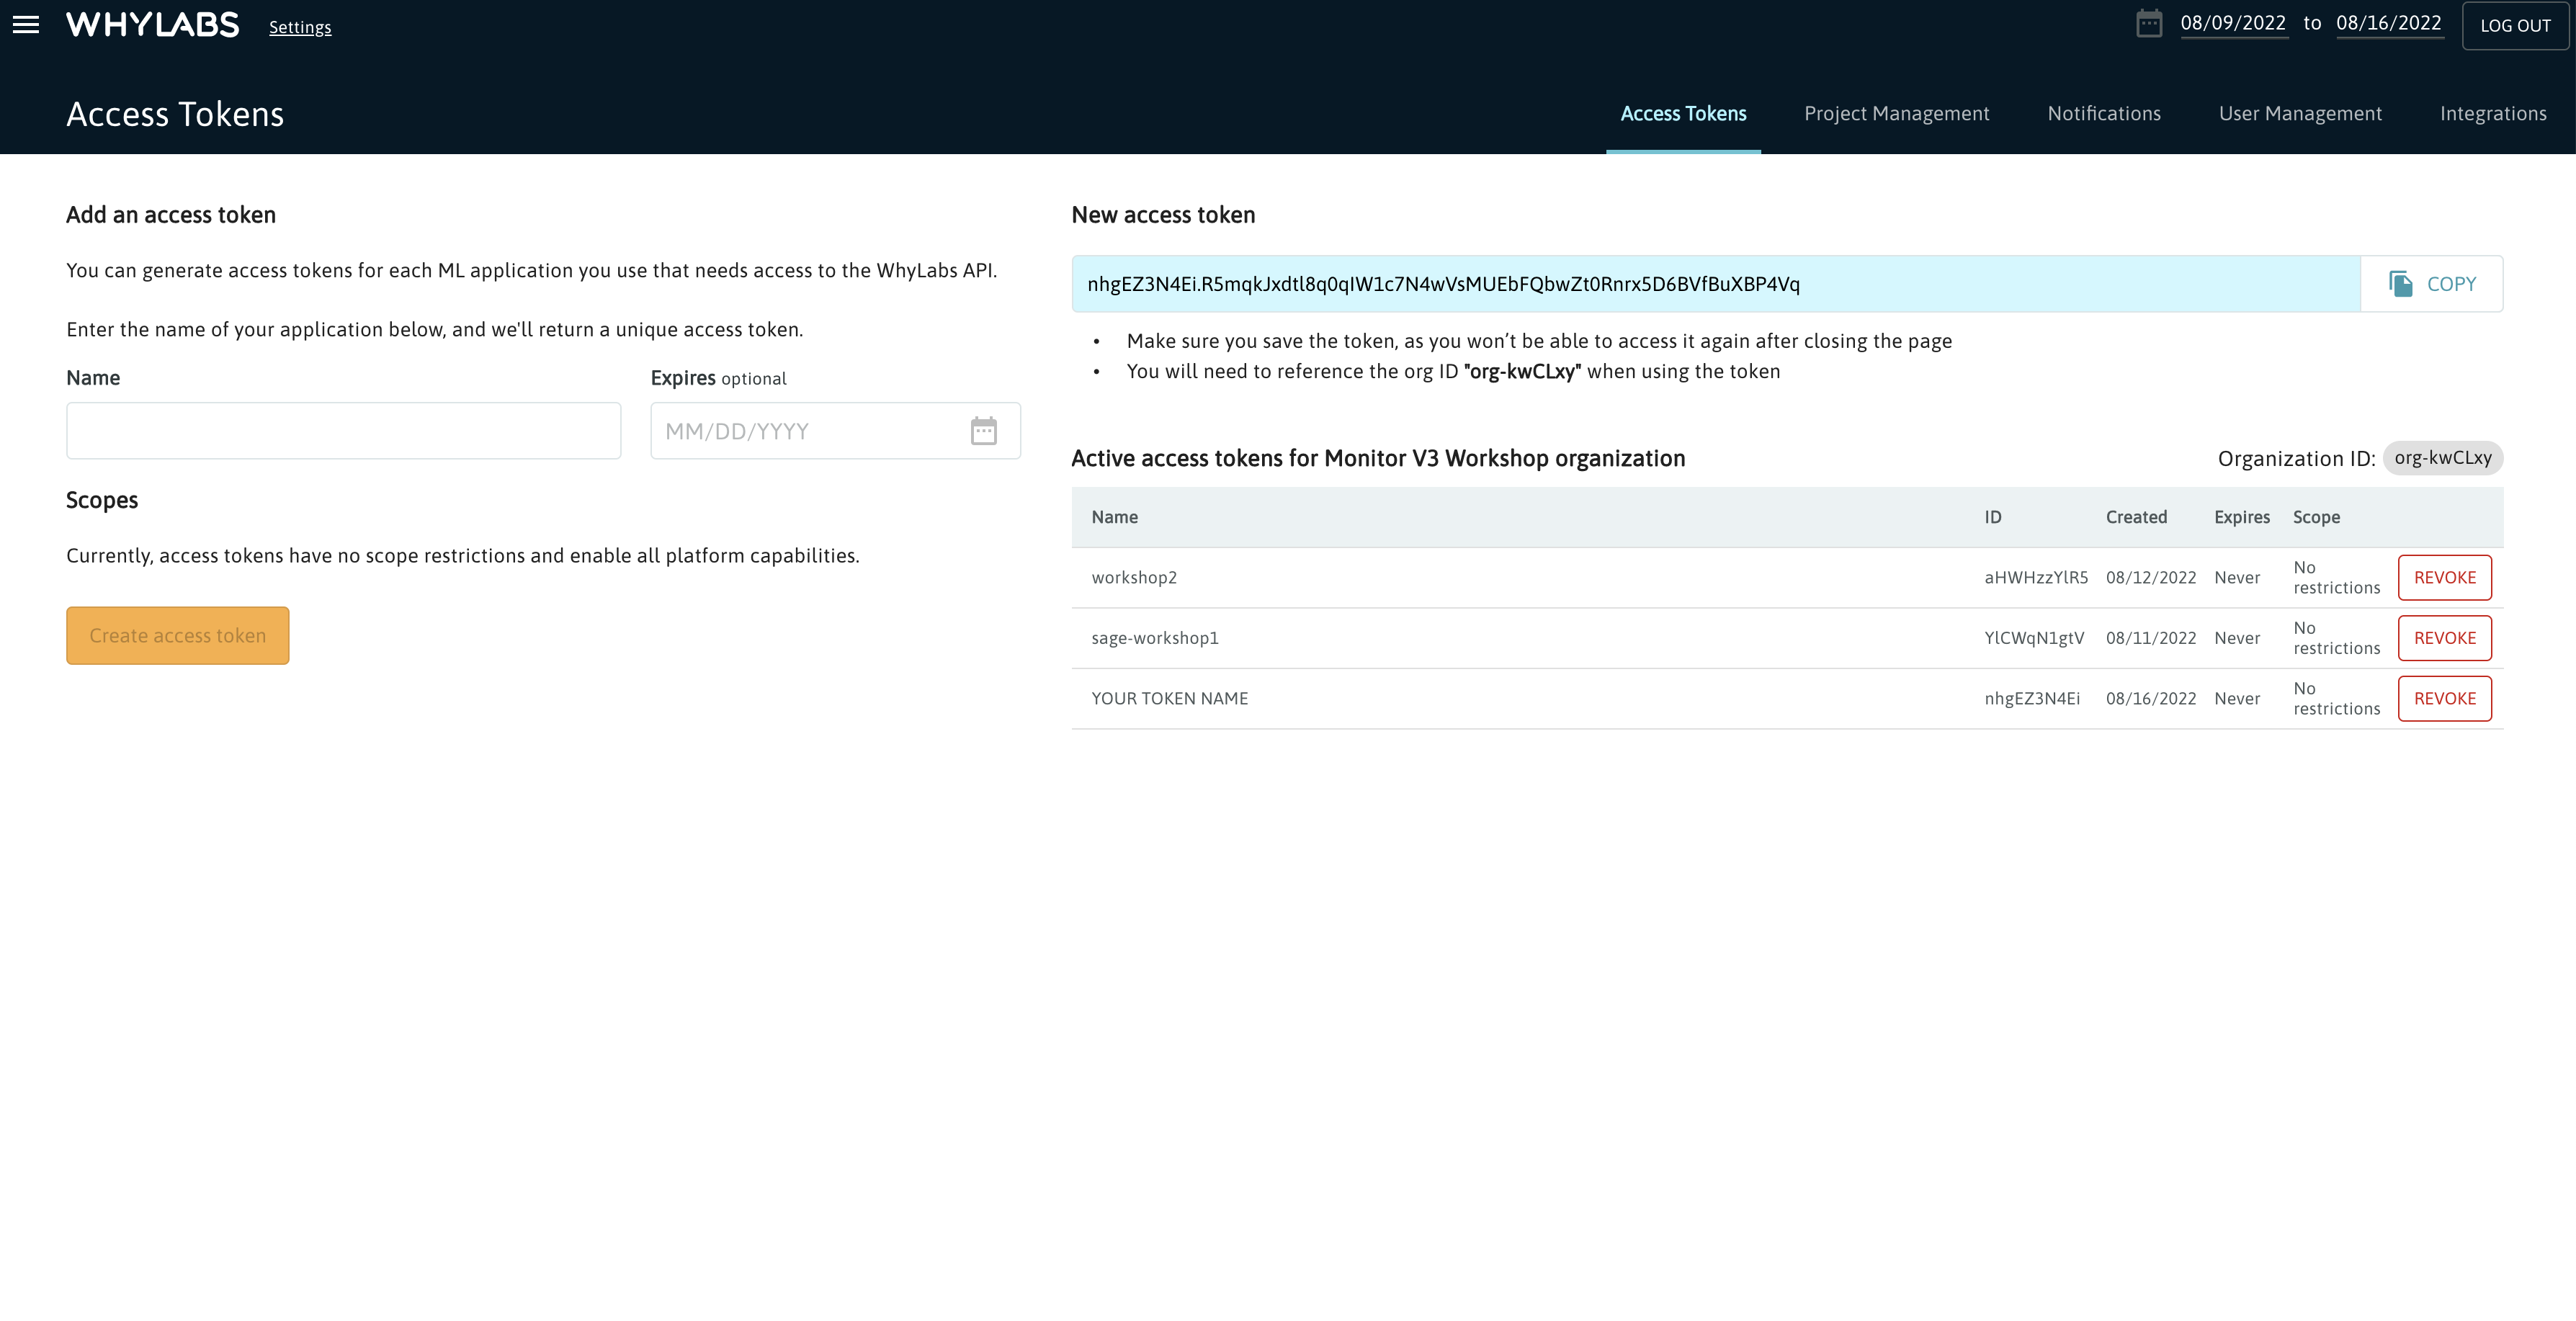 WHYLABS Settings 08/09/2022 to 08/16/2022 LOG OUT
Access Tokens Access Tokens Project Management Notifications User Management Integrations
Add an access token
You can generate access tokens for each ML application you use that needs access to the WhyLabs API.
Enter the name of your application below, and we'll return a unique access token.
Name Expires optional
MM/DD/YYYY
Scopes
Currently, access tokens have no scope restrictions and enable all platform capabilities.
Create access token
New access token
nhgEZ3N4Ei.R5mqkJxdtl8q0qIW1c7N4wVsMUEbFQbwZt0Rnrx5D6BVfBuXBP4Vq COPY
• Make sure you save the token, as you won’t be able to access it again after closing the page
• You will need to reference the org ID "org-kwCLxy" when using the token
Active access tokens for Monitor V3 Workshop organization Organization ID: org-kwCLxy
Name ID Created Expires Scope
workshop2 aHWHzzYlR5 08/12/2022 Never No restrictions REVOKE
sage-workshop1 YlCWqN1gtV 08/11/2022 Never No restrictions REVOKE
YOUR TOKEN NAME nhgEZ3N4Ei 08/16/2022 Never No restrictions REVOKE